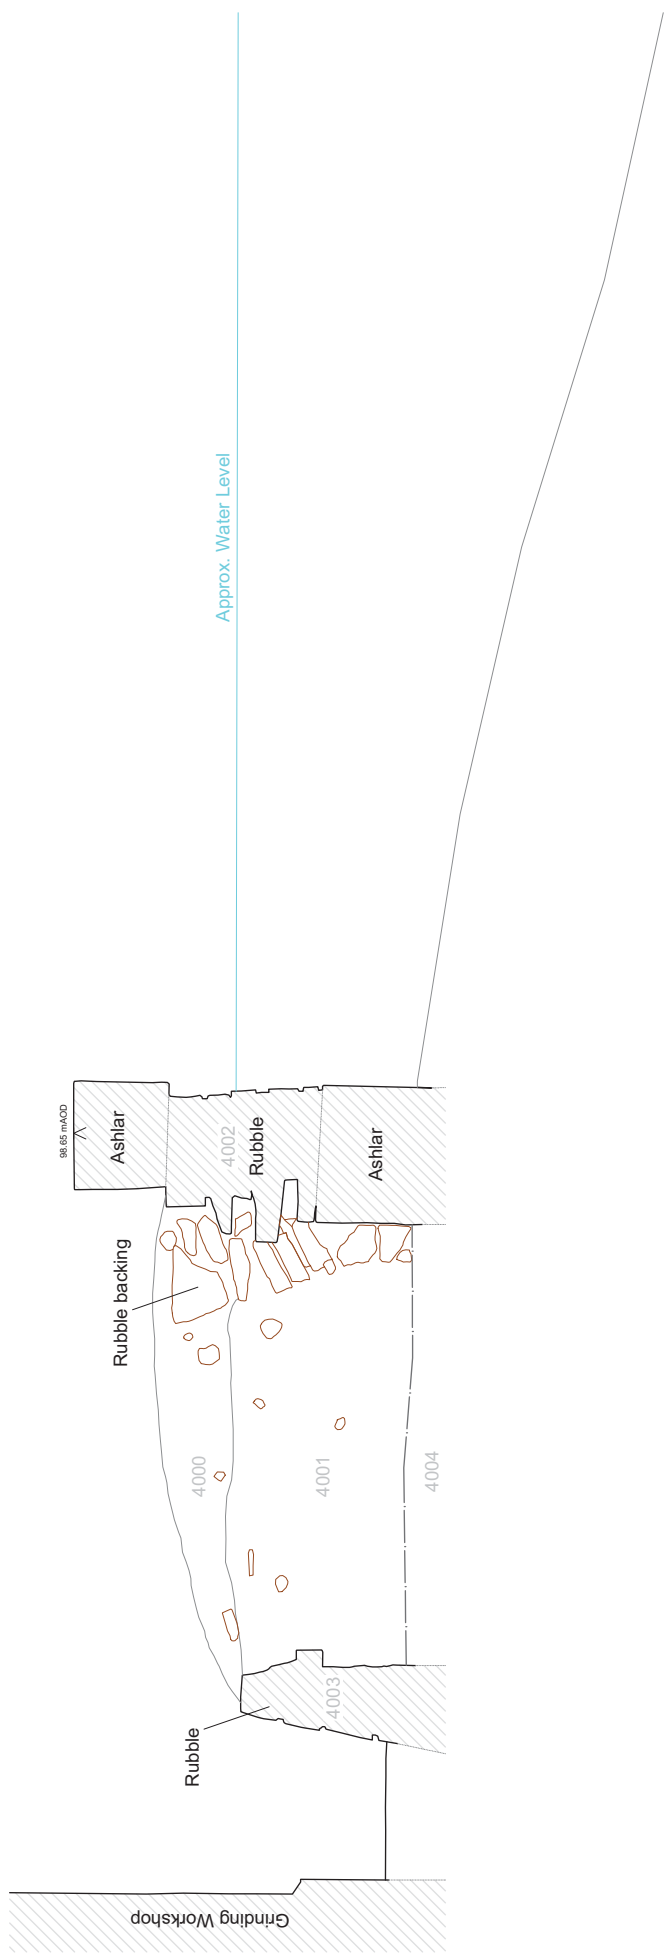 Approx. Water Level
98.65 mAOD
Ashlar
4002
Rubble
Ashlar
Rubble backing
4000
4001
4004
4003
Rubble
Grinding Workshop